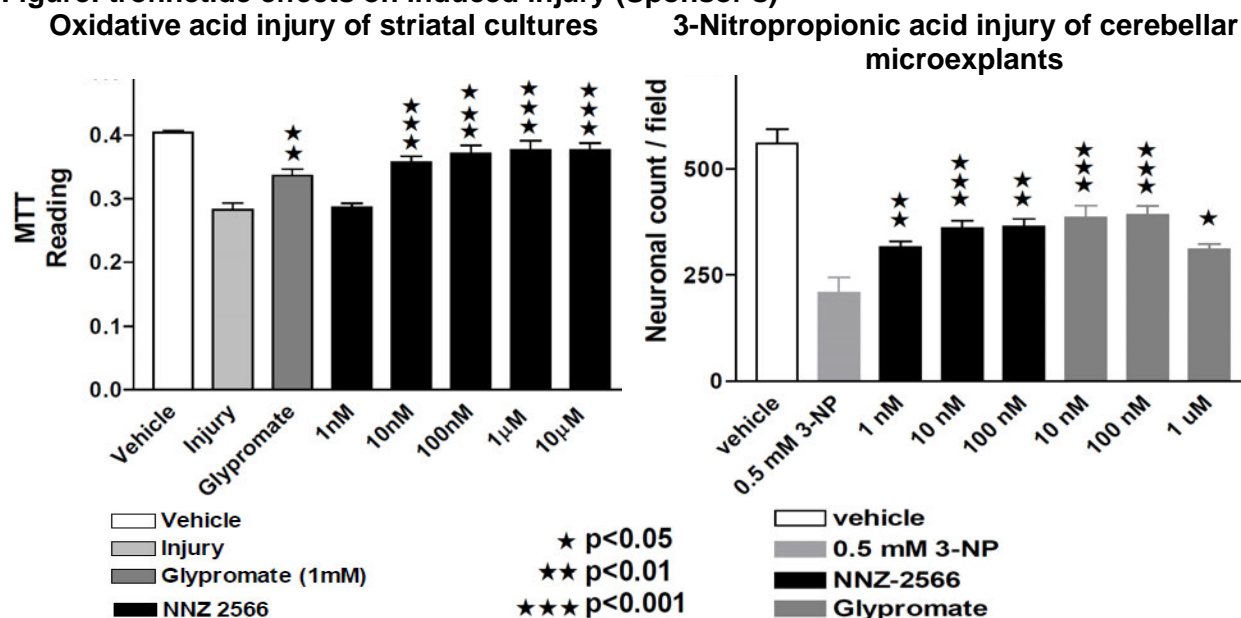 Oxidative acid injury of striatal cultures
MTT Reading
0.4
0.3
0.2
0.1
0.0
★★
★★★
★★★
★★★
★★★
Vehicle
Injury
Glypromate
1nM
10nM
100nM
1µM
10µM
Vehicle
Injury
Glypromate (1mM)
NNZ 2566
★ p<0.05
★★ p<0.01
★★★ p<0.001
3-Nitropropionic acid injury of cerebellar
microexplants
Neuronal count / field
500
250
0
★★
★★★
★★
★★★
★★★
★
vehicle
0.5 mM 3-NP
1 nM
10 nM
100 nM
10 nM
100 nM
1 uM
vehicle
0.5 mM 3-NP
NNZ-2566
Glypromate